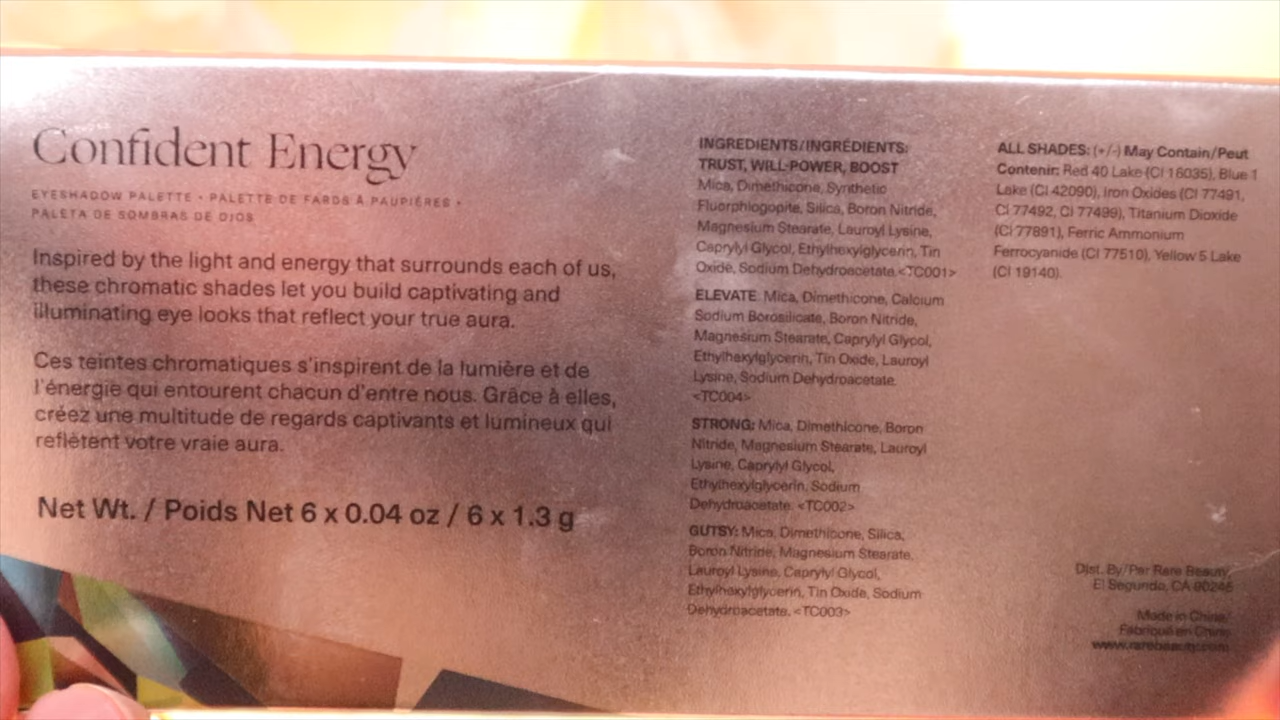 Confident Energy
EYESHADOW PALETTE • PALETTE DE FARDS À PAUPIÈRES •
PALETA DE SOMBRAS DE OJOS
Inspired by the light and energy that surrounds each of us,
these chromatic shades let you build captivating and
illuminating eye looks that reflect your true aura.
Ces teintes chromatiques s'inspirent de la lumière et de
l'énergie qui entourent chacun d'entre nous. Grâce à elles,
créez une multitude de regards captivants et lumineux qui
reflètent votre vraie aura.
Net Wt. / Poids Net 6 x 0.04 oz / 6 x 1.3 g
INGREDIENTS/INGRÉDIENTS:
TRUST, WILL-POWER, BOOST
Mica, Dimethicone, Synthetic
Fluorphlogopite, Silica, Boron Nitride,
Magnesium Stearate, Lauroyl Lysine,
Caprylyl Glycol, Ethylhexylglycerin, Tin
Oxide, Sodium Dehydroacetate <TC001>
ELEVATE: Mica, Dimethicone, Calcium
Sodium Borosilicate, Boron Nitride,
Magnesium Stearate, Caprylyl Glycol,
Ethylhexylglycerin, Tin Oxide, Lauroyl
Lysine, Sodium Dehydroacetate.
<TC004>
STRONG: Mica, Dimethicone, Boron
Nitride, Magnesium Stearate, Lauroyl
Lysine, Caprylyl Glycol,
Ethylhexylglycerin, Sodium
Dehydroacetate. <TC002>
GUTSY: Mica, Dimethicone, Silica,
Boron Nitride, Magnesium Stearate,
Lauroyl Lysine, Caprylyl Glycol,
Ethylhexylglycerin, Tin Oxide, Sodium
Dehydroacetate. <TC003>
ALL SHADES: (+/-) May Contain/Peut
Contenir: Red 40 Lake (CI 16035), Blue 1
Lake (CI 42090), Iron Oxides (CI 77491,
CI 77492, CI 77499), Titanium Dioxide
(CI 77891), Ferric Ammonium
Ferrocyanide (CI 77510), Yellow 5 Lake
(CI 19140).
Dist. By/Par Rare Beauty,
El Segundo, CA 90245
Made in China/
Fabriqué en Chine
www.rarebeauty.com